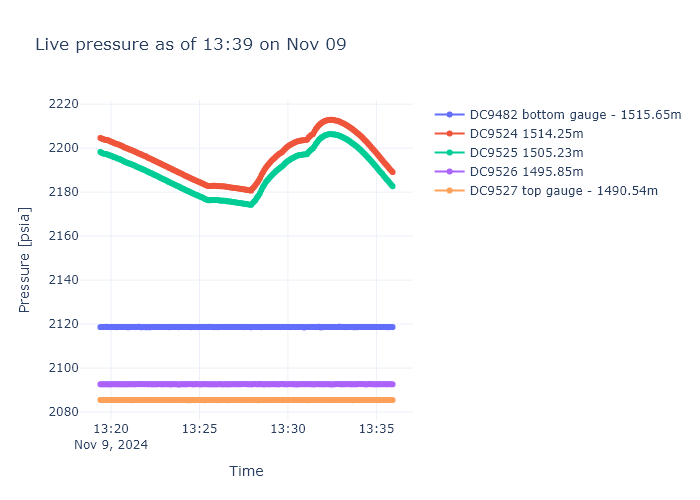 Live pressure as of 13:39 on Nov 09
DC9482 bottom gauge - 1515.65m
DC9524 1514.25m
DC9525 1505.23m
DC9526 1495.85m
DC9527 top gauge - 1490.54m
Pressure [psia]
2220
2200
2180
2160
2140
2120
2100
2080
13:20
13:25
13:30
13:35
Nov 9, 2024
Time